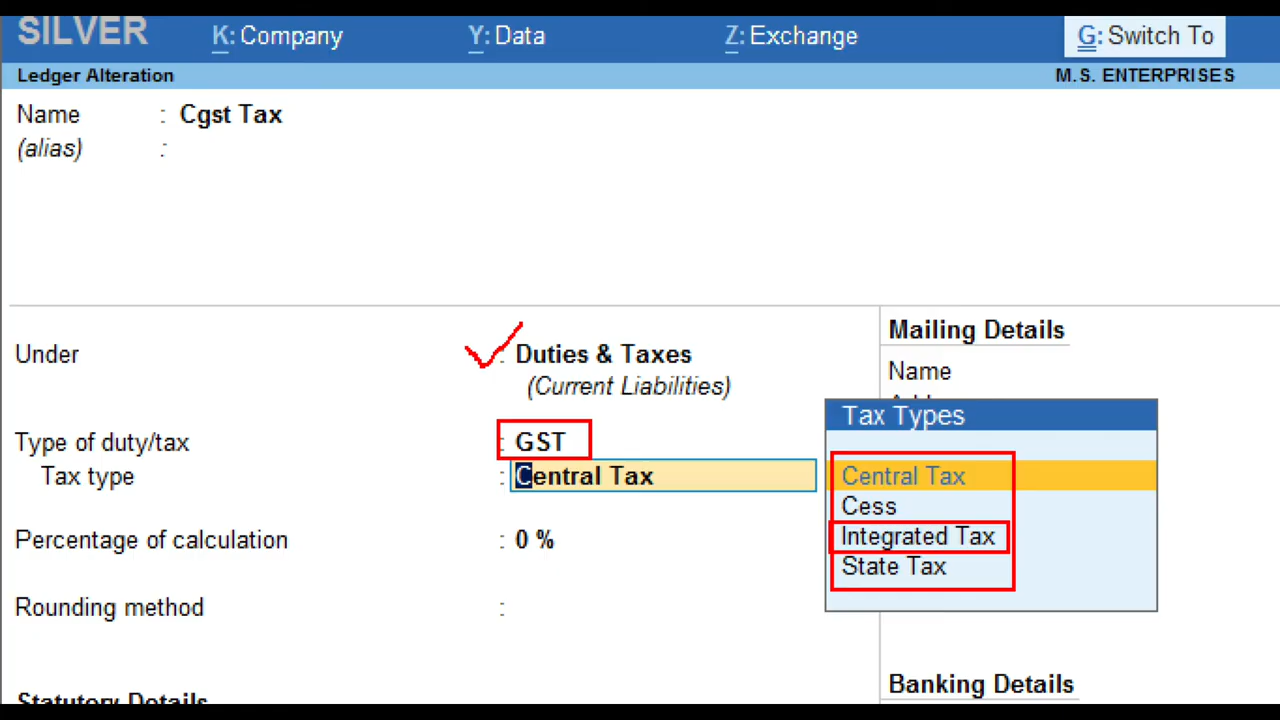 SILVER K: Company Y: Data Z: Exchange G: Switch To
Ledger Alteration M.S. ENTERPRISES
Name : Cgst Tax
(alias) :
Under : Duties & Taxes
(Current Liabilities)
Mailing Details
Name
Type of duty/tax : GST
Tax type : Central Tax
Percentage of calculation : 0 %
Rounding method :
Tax Types
Central Tax
Cess
Integrated Tax
State Tax
Statutory Details
Banking Details